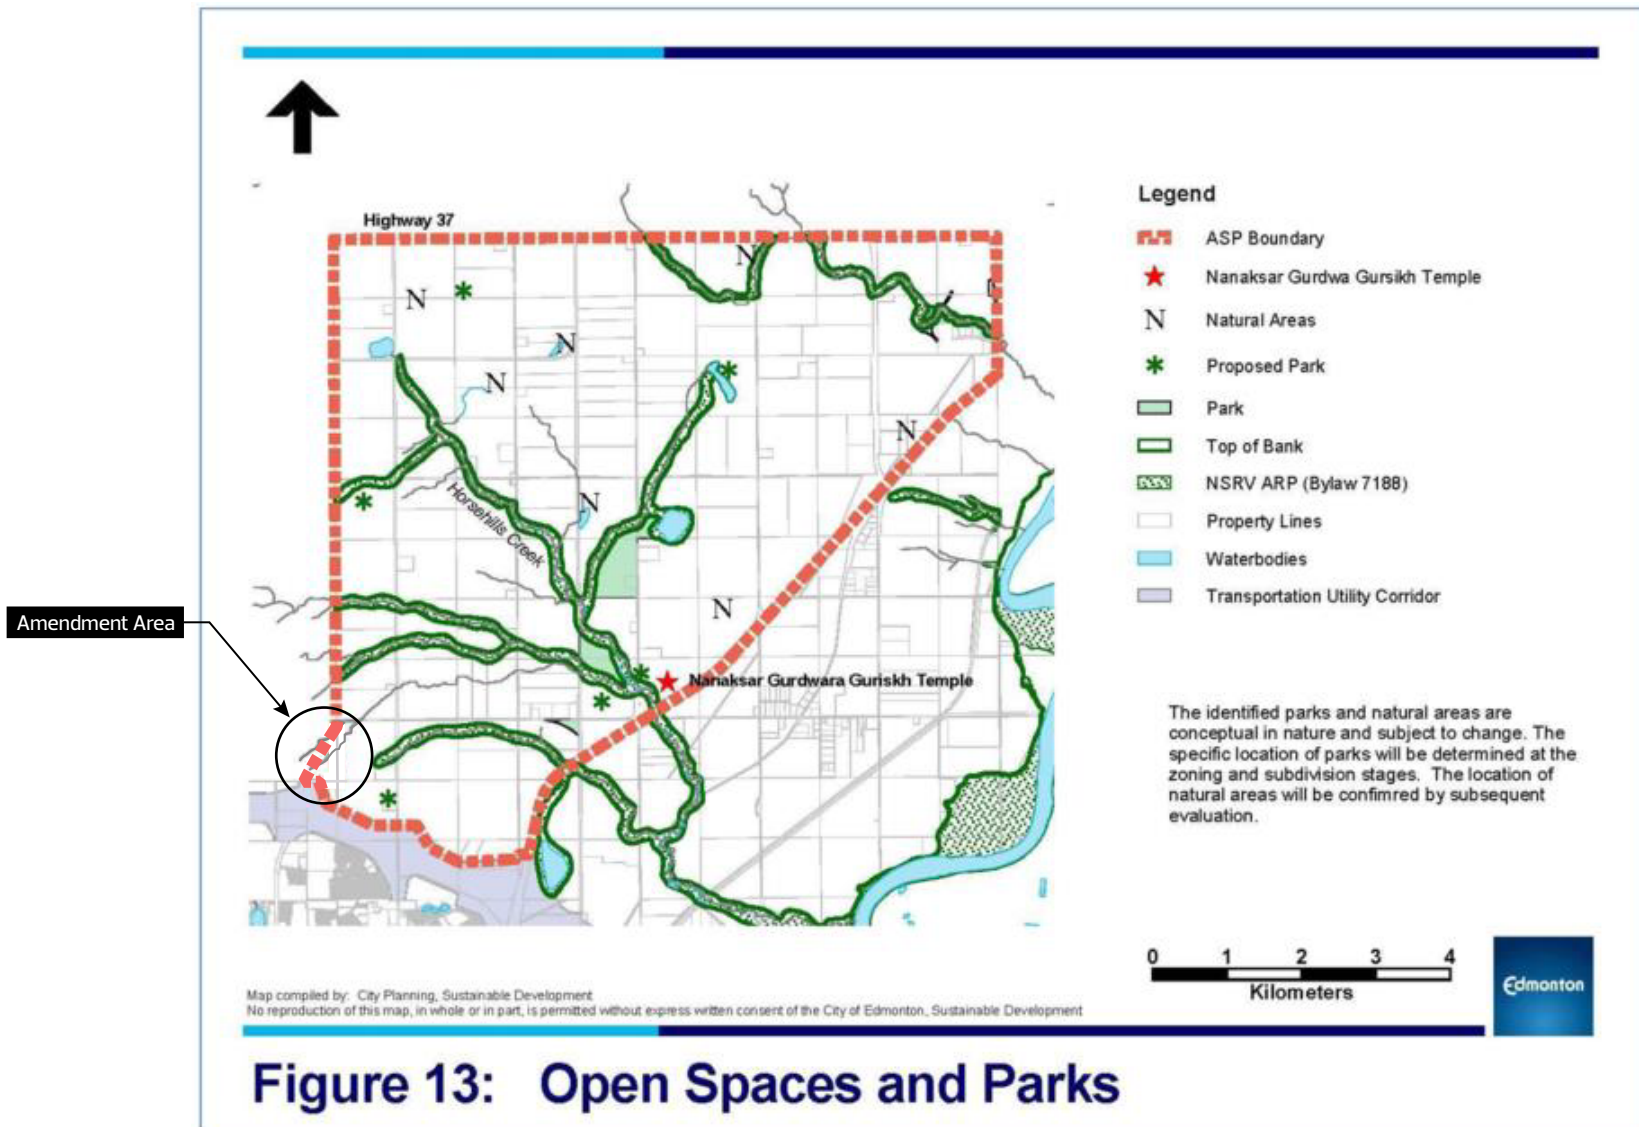 Highway 37
N
N
N
N
N
N
N
Horsehills Creek
Amendment Area
Nanaksar Gurdwara Guriskh Temple
Legend
ASP Boundary
Nanaksar Gurdwa Gursikh Temple
N Natural Areas
Proposed Park
Park
Top of Bank
NSRV ARP (Bylaw 7188)
Property Lines
Waterbodies
Transportation Utility Corridor
The identified parks and natural areas are
conceptual in nature and subject to change. The
specific location of parks will be determined at the
zoning and subdivision stages. The location of
natural areas will be confimred by subsequent
evaluation.
0 1 2 3 4
Kilometers
Edmonton
Map compiled by: City Planning, Sustainable Development
No reproduction of this map, in whole or in part, is permitted without express written consent of the City of Edmonton, Sustainable Development
Figure 13: Open Spaces and Parks